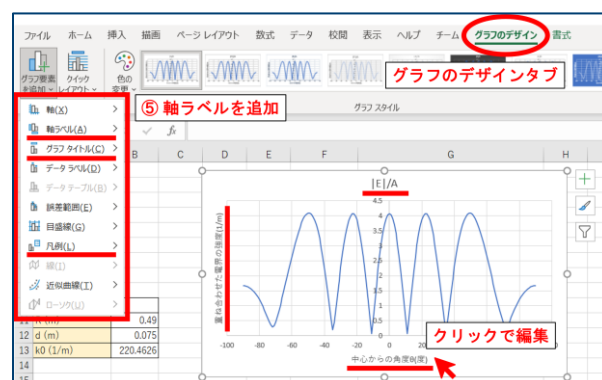 ファイル ホーム 挿入 描画 ページ レイアウト 数式 データ 校閲 表示 ヘルプ チーム グラフのデザイン 書式
グラフ要素を追加 クイックレイアウト 色の変更
グラフのデザインタブ
グラフ スタイル
軸(X)
⑤ 軸ラベルを追加
軸ラベル(A)
グラフ タイトル(C)
データ ラベル(D)
データ テーブル(B)
誤差範囲(E)
目盛線(G)
凡例(L)
線(I)
近似曲線(T)
ローソク(U)
fx
B C D E F G H
|E|/A
重ね合わせた電界の強度(1/m)
4.5
4
3.5
3
2.5
2
1.5
1
0.5
0
-100 -80 -60 -40 -20 0 20
中心からの角度θ(度)
クリックで編集
(m) 0.49
12 d (m) 0.075
13 k0 (1/m) 220.4626
14